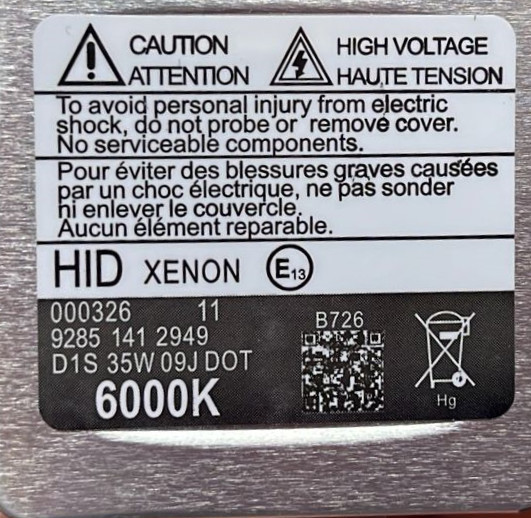 CAUTION
ATTENTION
HIGH VOLTAGE
HAUTE TENSION
To avoid personal injury from electric
shock, do not probe or remove cover.
No serviceable components.
Pour éviter des blessures graves causées
par un choc électrique, ne pas sonder
ni enlever le couvercle.
Aucun élément reparable.
HID XENON E13
000326 11
9285 141 2949
D1S 35W 09J DOT
6000K
B726
Hg